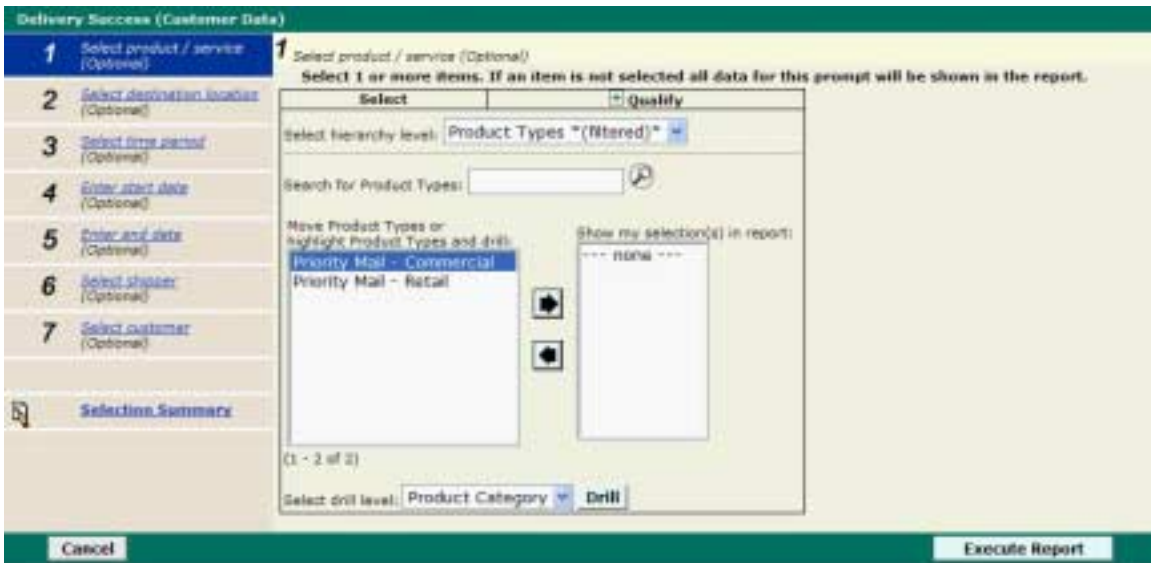 Delivery Success (Customer Data)
1 Select product / service
(Optional)
2 Select destination location
(Optional)
3 Select time period
(Optional)
4 Enter start date
(Optional)
5 Enter end date
(Optional)
6 Select shipper
(Optional)
7 Select customer
(Optional)
Selection Summary
1 Select product / service (Optional)
Select 1 or more items. If an item is not selected all data for this prompt will be shown in the report.
Select Qualify
Select hierarchy level: Product Types *(filtered)*
Search for Product Types:
Move Product Types or
highlight Product Types and drill:
Priority Mail - Commercial
Priority Mail - Retail
Show my selection(s) in report:
--- none ---
(1 - 2 of 2)
Select drill level: Product Category Drill
Cancel Execute Report